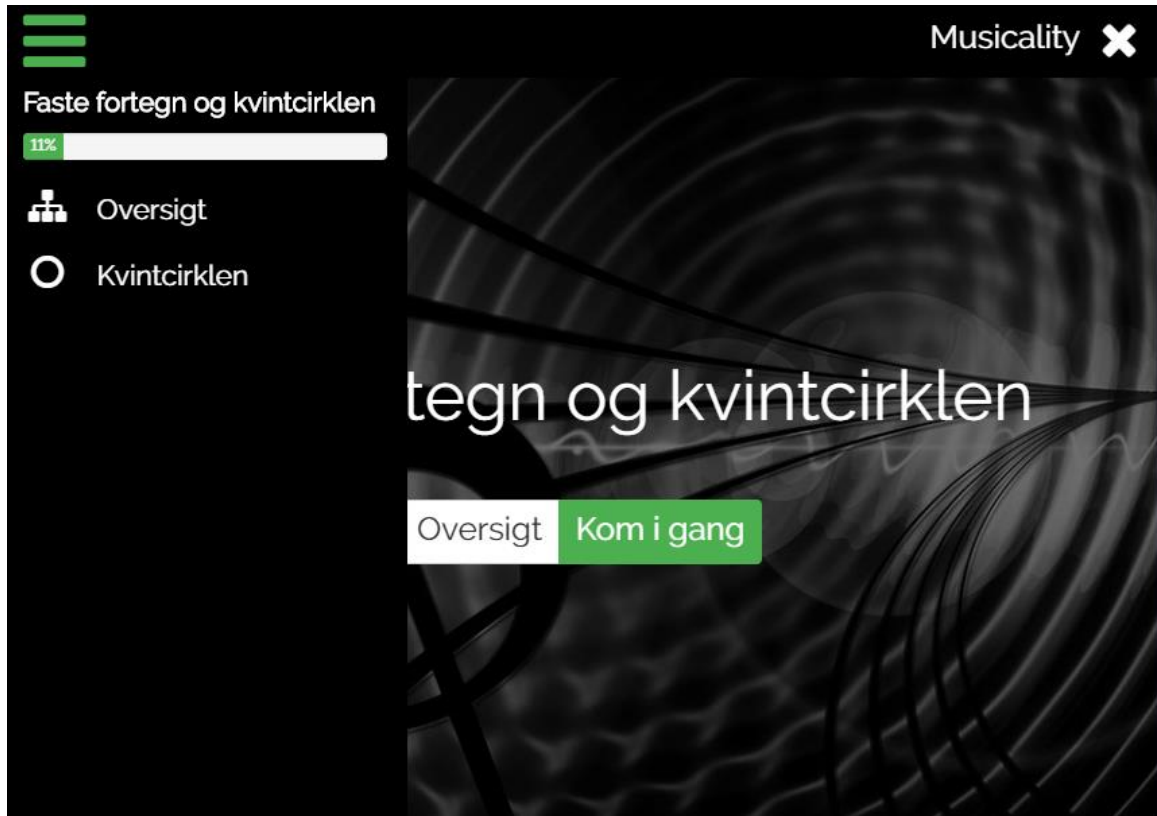 Musicality
Faste fortegn og kvintcirklen
11%
Oversigt
Kvintcirklen
tegn og kvintcirklen
Oversigt
Kom i gang